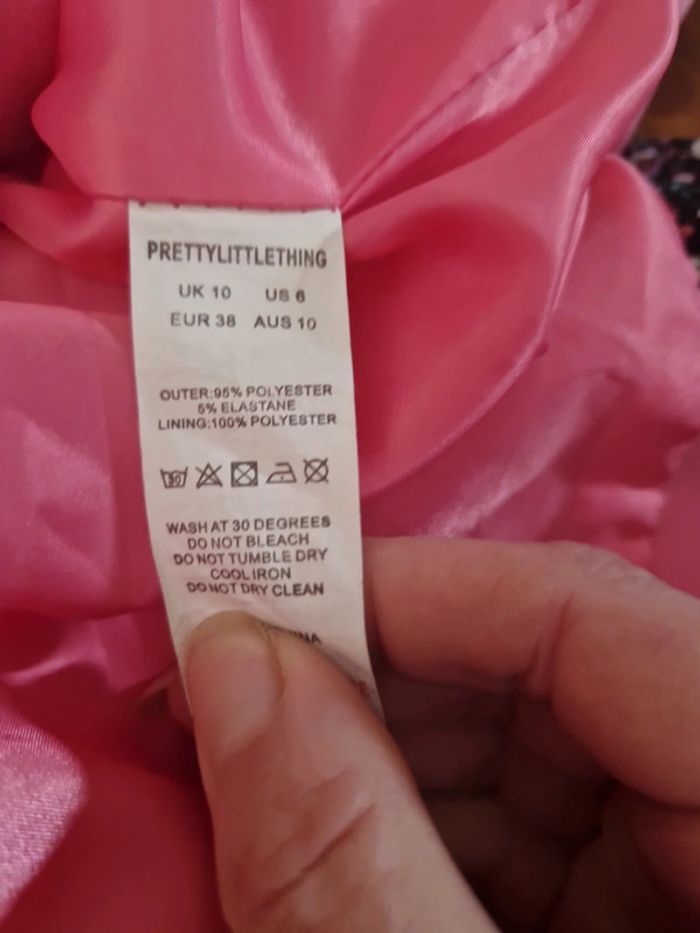 PRETTYLITTLETHING
UK 10 US 6
EUR 38 AUS 10
OUTER:95% POLYESTER
5% ELASTANE
LINING:100% POLYESTER
30
WASH AT 30 DEGREES
DO NOT BLEACH
DO NOT TUMBLE DRY
COOL IRON
DO NOT DRY CLEAN